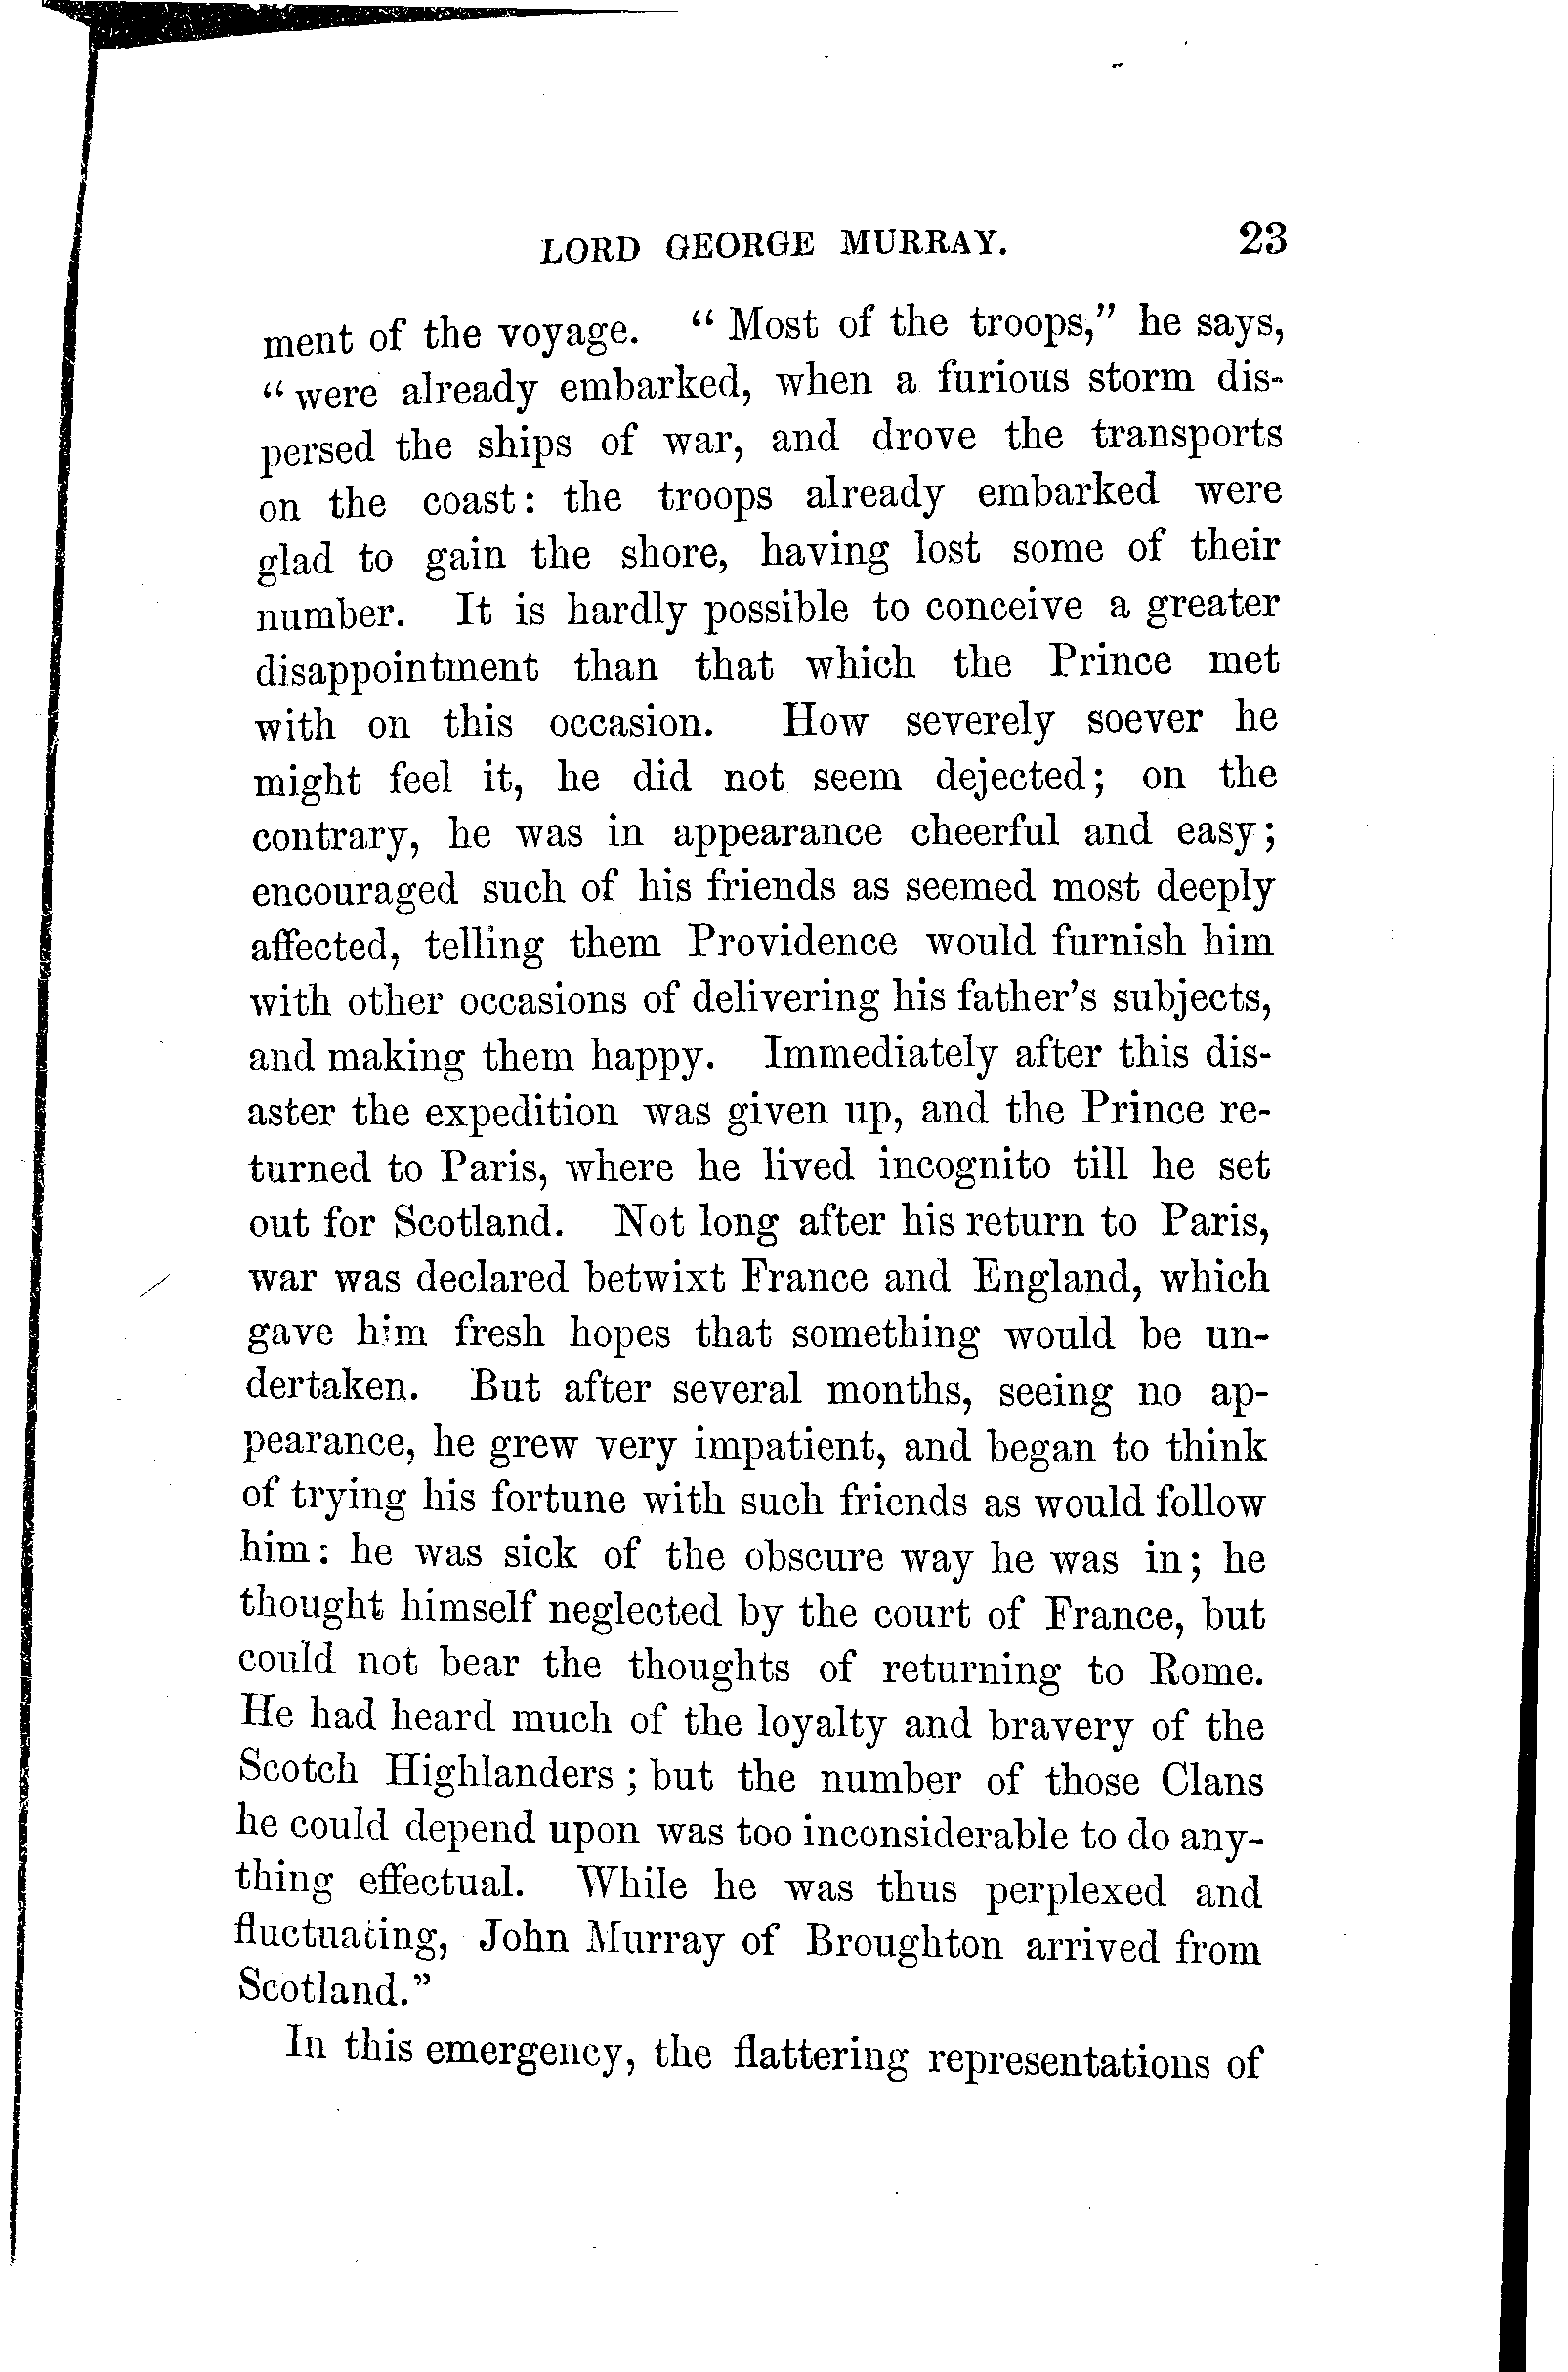 LORD GEORGE MURRAY. 23
ment of the voyage. " Most of the troops," he says,
" were already embarked, when a furious storm dis-
persed the ships of war, and drove the transports
on the coast: the troops already embarked were
glad to gain the shore, having lost some of their
number. It is hardly possible to conceive a greater
disappointment than that which the Prince met
with on this occasion. How severely soever he
might feel it, he did not seem dejected; on the
contrary, he was in appearance cheerful and easy;
encouraged such of his friends as seemed most deeply
affected, telling them Providence would furnish him
with other occasions of delivering his father's subjects,
and making them happy. Immediately after this dis-
aster the expedition was given up, and the Prince re-
turned to Paris, where he lived incognito till he set
out for Scotland. Not long after his return to Paris,
war was declared betwixt France and England, which
gave him fresh hopes that something would be un-
dertaken. But after several months, seeing no ap-
pearance, he grew very impatient, and began to think
of trying his fortune with such friends as would follow
him: he was sick of the obscure way he was in; he
thought himself neglected by the court of France, but
could not bear the thoughts of returning to Rome.
He had heard much of the loyalty and bravery of the
Scotch Highlanders ; but the number of those Clans
he could depend upon was too inconsiderable to do any-
thing effectual. While he was thus perplexed and
fluctuating, John Murray of Broughton arrived from
Scotland."
In this emergency, the flattering representations of